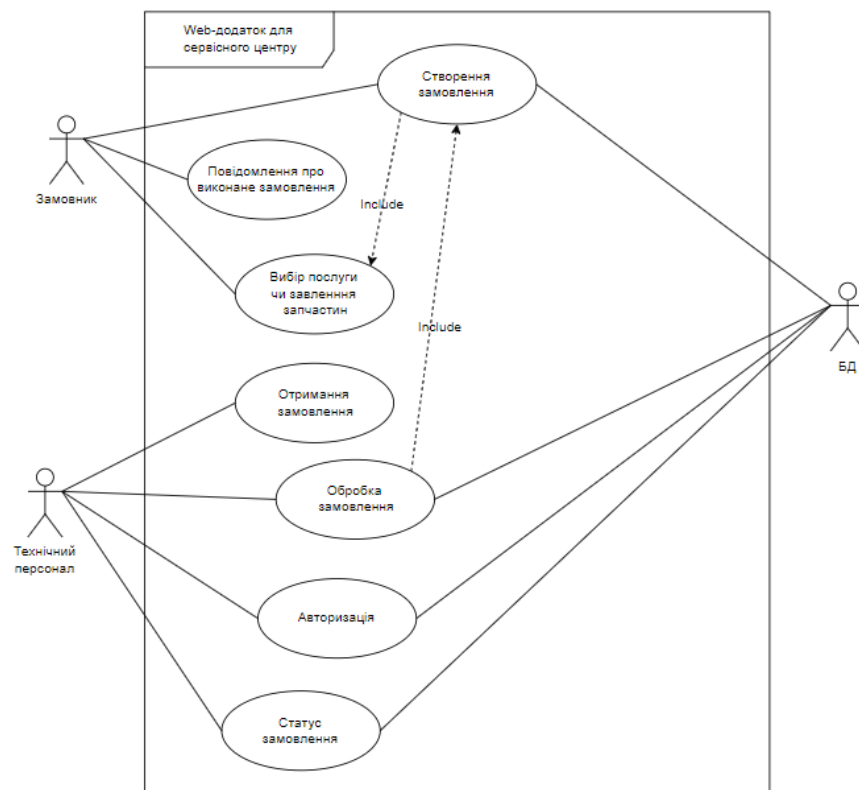 Web-додаток для
сервісного центру
Створення
замовлення
Замовник
Повідомлення про
виконане замовлення
Include
Вибір послуги
чи завленння
запчастин
Include
БД
Отримання
замовлення
Технічний
персонал
Обробка
замовлення
Авторизація
Статус
замовлення